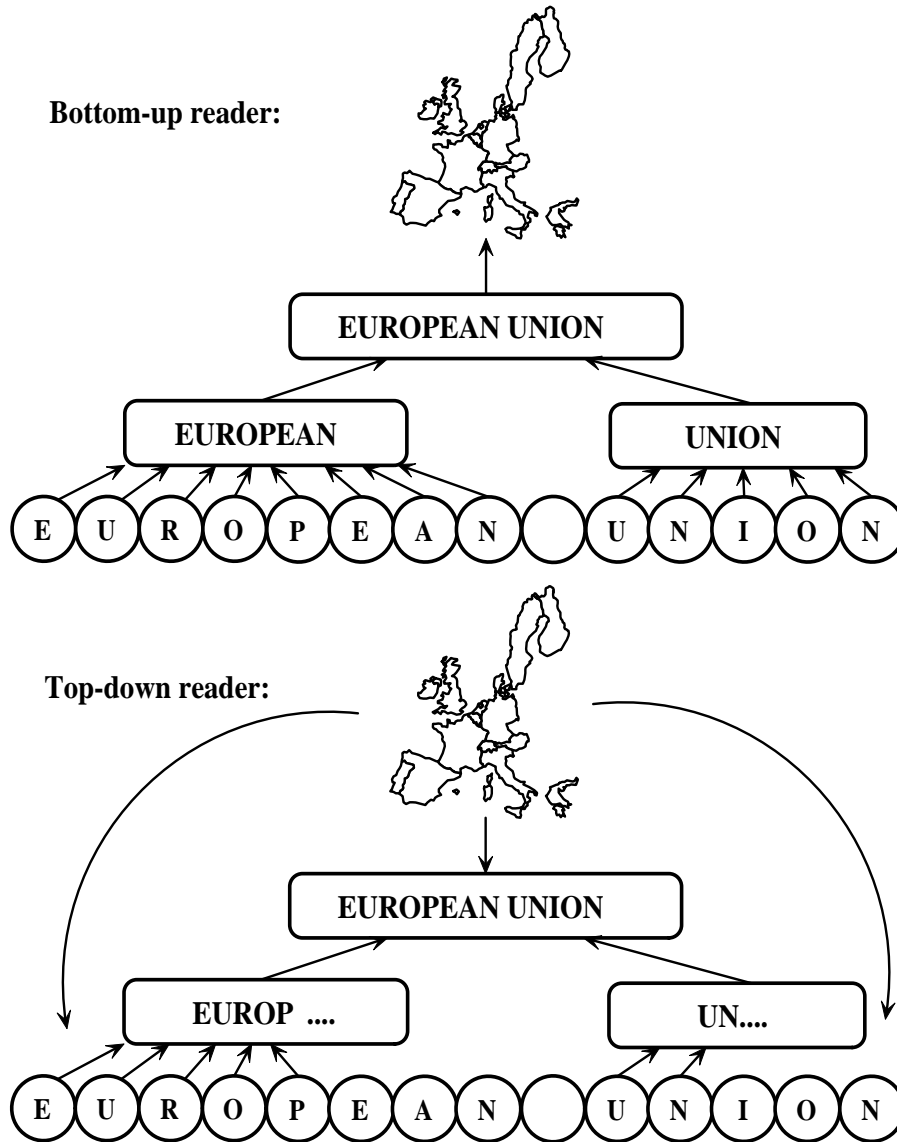 Bottom-up reader:
EUROPEAN UNION
EUROPEAN UNION
E U R O P E A N U N I O N
Top-down reader:
EUROPEAN UNION
EUROP .... UN....
E U R O P E A N U N I O N